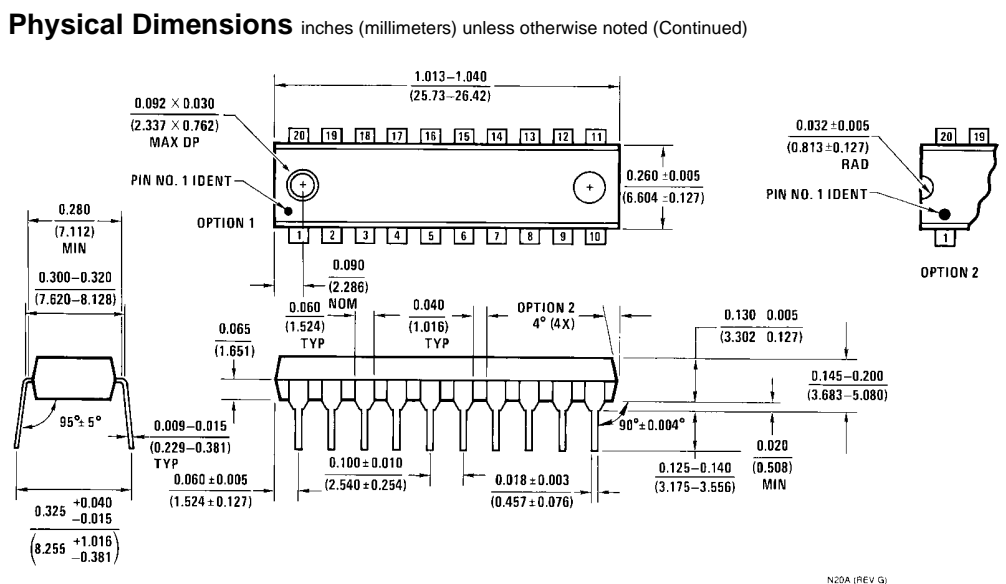 Physical Dimensions inches (millimeters) unless otherwise noted (Continued)
1.013–1.040
(25.73–26.42)
0.092 × 0.030
(2.337 × 0.762)
MAX DP
20 19 18 17 16 15 14 13 12 11
PIN NO. 1 IDENT
OPTION 1
0.260 ±0.005
(6.604 ±0.127)
1 2 3 4 5 6 7 8 9 10
0.032 ±0.005
(0.813 ±0.127)
RAD
20 19
PIN NO. 1 IDENT
1
OPTION 2
0.280
(7.112)
MIN
0.300–0.320
(7.620–8.128)
0.090
(2.286)
NOM
0.060
(1.524)
TYP
0.040
(1.016)
TYP
OPTION 2
4° (4X)
0.130 0.005
(3.302 0.127)
0.065
(1.651)
0.145–0.200
(3.683–5.080)
95°± 5°
90°±0.004°
0.009–0.015
(0.229–0.381)
TYP
0.020
(0.508)
MIN
0.100 ±0.010
(2.540 ±0.254)
0.125–0.140
(3.175–3.556)
0.060 ±0.005
(1.524 ±0.127)
0.018 ±0.003
(0.457 ±0.076)
0.325 +0.040
−0.015
(8.255 +1.016
−0.381)
N20A (REV G)